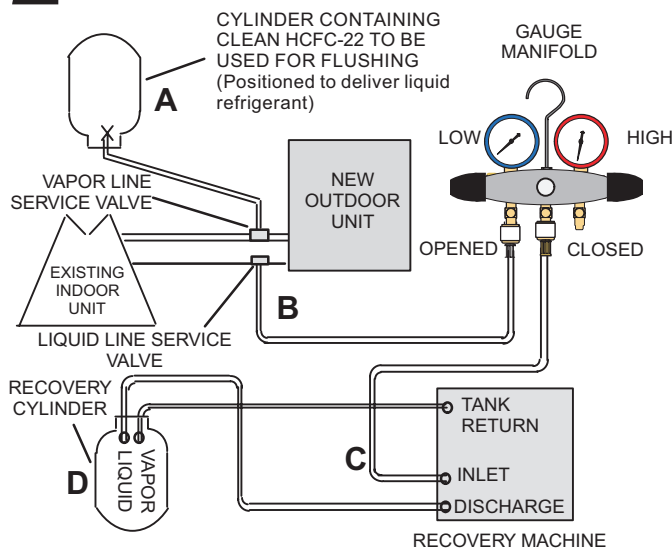 CYLINDER CONTAINING
CLEAN HCFC-22 TO BE
USED FOR FLUSHING
(Positioned to deliver liquid
refrigerant)
A
GAUGE
MANIFOLD
LOW
HIGH
VAPOR LINE
SERVICE VALVE
NEW
OUTDOOR
UNIT
OPENED
CLOSED
EXISTING
INDOOR
UNIT
B
LIQUID LINE SERVICE
VALVE
RECOVERY
CYLINDER
TANK
RETURN
C
D
LIQUID
VAPOR
INLET
DISCHARGE
RECOVERY MACHINE